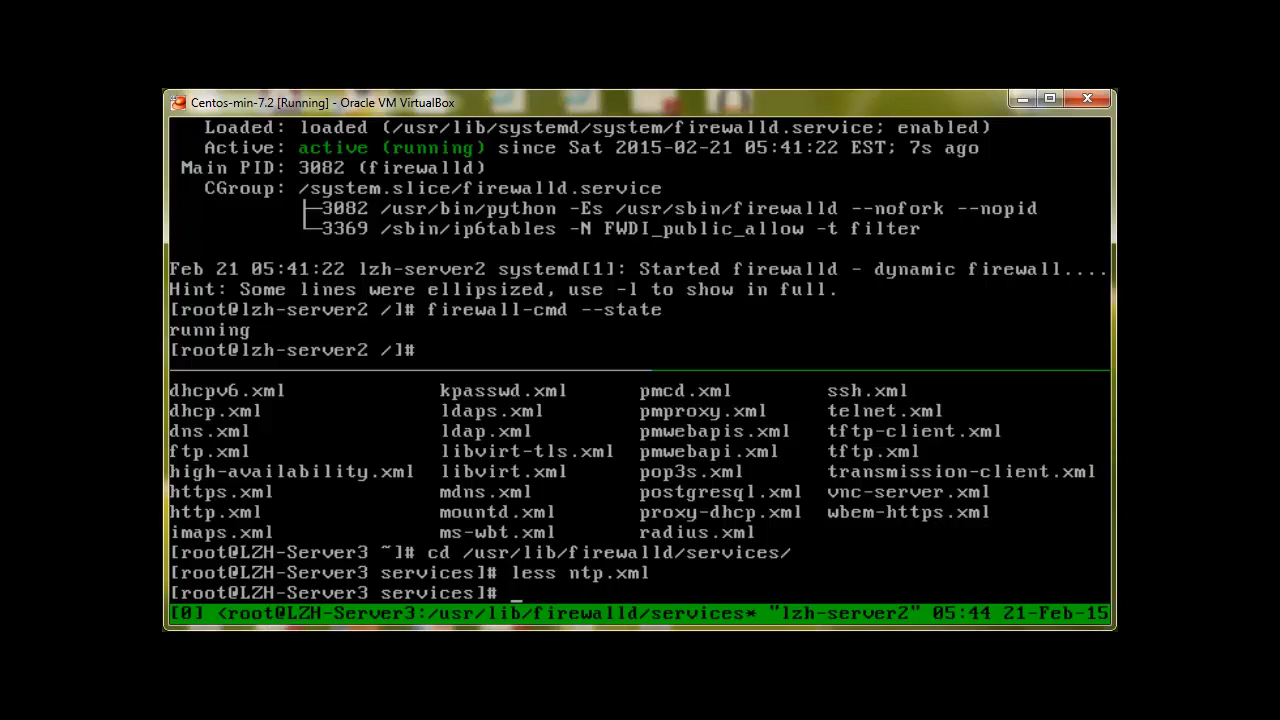 Centos-min-7.2 [Running] - Oracle VM VirtualBox
Loaded: loaded (/usr/lib/systemd/system/firewalld.service; enabled)
Active: active (running) since Sat 2015-02-21 05:41:22 EST; 7s ago
Main PID: 3082 (firewalld)
CGroup: /system.slice/firewalld.service
├─3082 /usr/bin/python -Es /usr/sbin/firewalld --nofork --nopid
└─3369 /sbin/ip6tables -N FWDI_public_allow -t filter
Feb 21 05:41:22 lzh-server2 systemd[1]: Started firewalld - dynamic firewall....
Hint: Some lines were ellipsized, use -l to show in full.
[root@lzh-server2 /]# firewall-cmd --state
running
[root@lzh-server2 /]#
dhcpv6.xml kpasswd.xml pmcd.xml ssh.xml
dhcp.xml ldaps.xml pmproxy.xml telnet.xml
dns.xml ldap.xml pmwebapis.xml tftp-client.xml
ftp.xml libvirt-tls.xml pmwebapi.xml tftp.xml
high-availability.xml libvirt.xml pop3s.xml transmission-client.xml
https.xml mdns.xml postgresql.xml vnc-server.xml
http.xml mountd.xml proxy-dhcp.xml wbem-https.xml
imaps.xml ms-wbt.xml radius.xml
[root@LZH-Server3 ~]# cd /usr/lib/firewalld/services/
[root@LZH-Server3 services]# less ntp.xml
[root@LZH-Server3 services]# _
[0] <root@LZH-Server3:/usr/lib/firewalld/services* "lzh-server2" 05:44 21-Feb-15